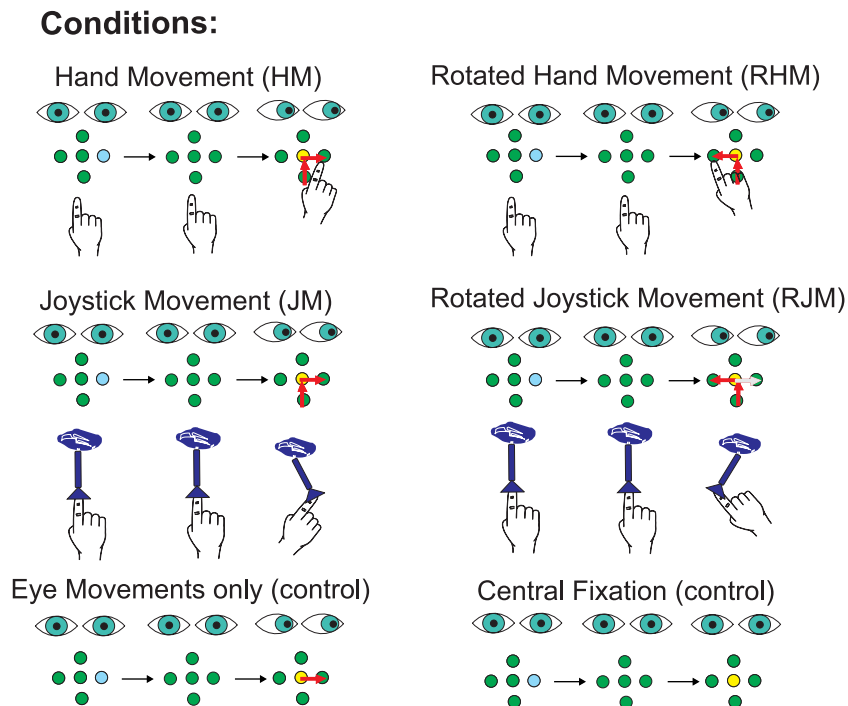 Conditions:
Hand Movement (HM)
Rotated Hand Movement (RHM)
Joystick Movement (JM)
Rotated Joystick Movement (RJM)
Eye Movements only (control)
Central Fixation (control)